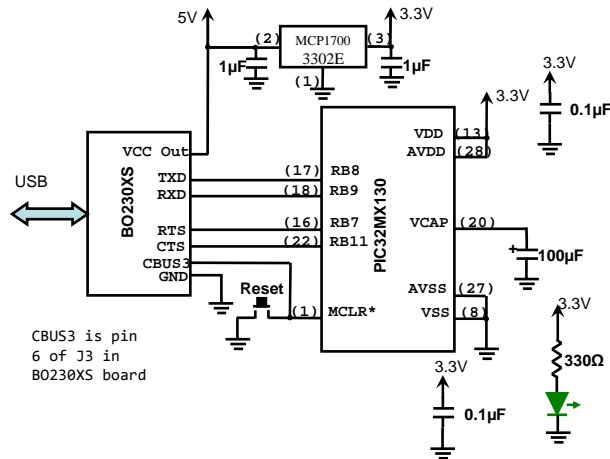 5V
3.3V
(2)
MCP1700
3302E
(3)
1µF
(1)
1µF
3.3V
0.1µF
3.3V
VDD
(13)
AVDD
(28)
VCC Out
USB
BO230XS
TXD
(17)
RB8
RXD
(18)
RB9
PIC32MX130
RTS
(16)
RB7
CTS
(22)
RB11
VCAP
(20)
+
100µF
CBUS3
GND
AVSS
(27)
Reset
(1)
MCLR*
VSS
(8)
3.3V
330Ω
CBUS3 is pin
6 of J3 in
BO230XS board
3.3V
0.1µF